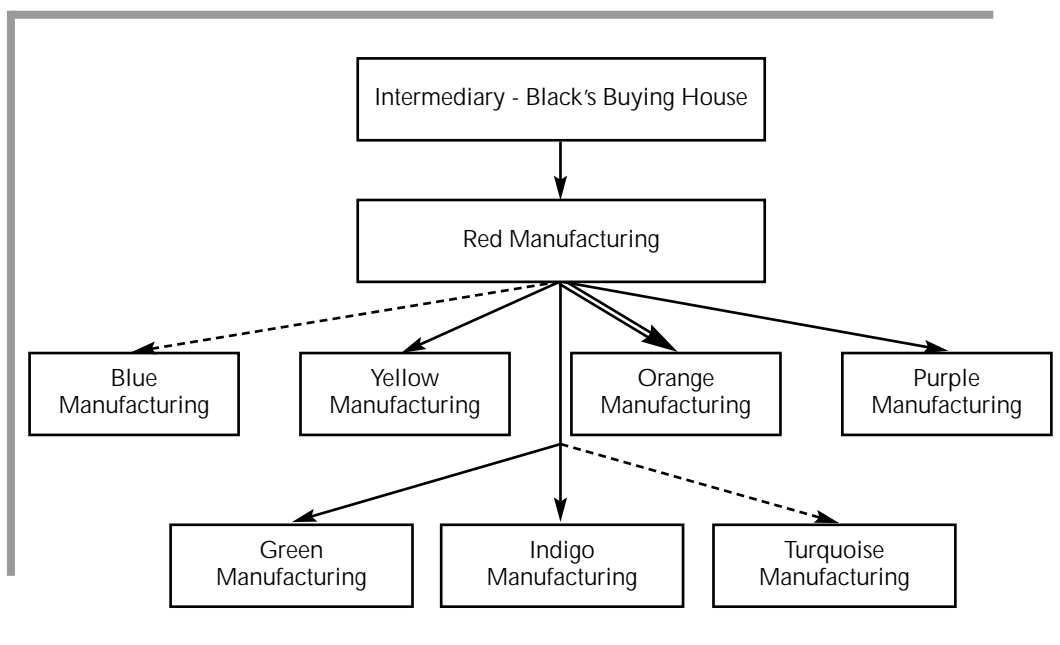 Intermediary - Black's Buying House
Red Manufacturing
Blue
Manufacturing
Yellow
Manufacturing
Orange
Manufacturing
Purple
Manufacturing
Green
Manufacturing
Indigo
Manufacturing
Turquoise
Manufacturing